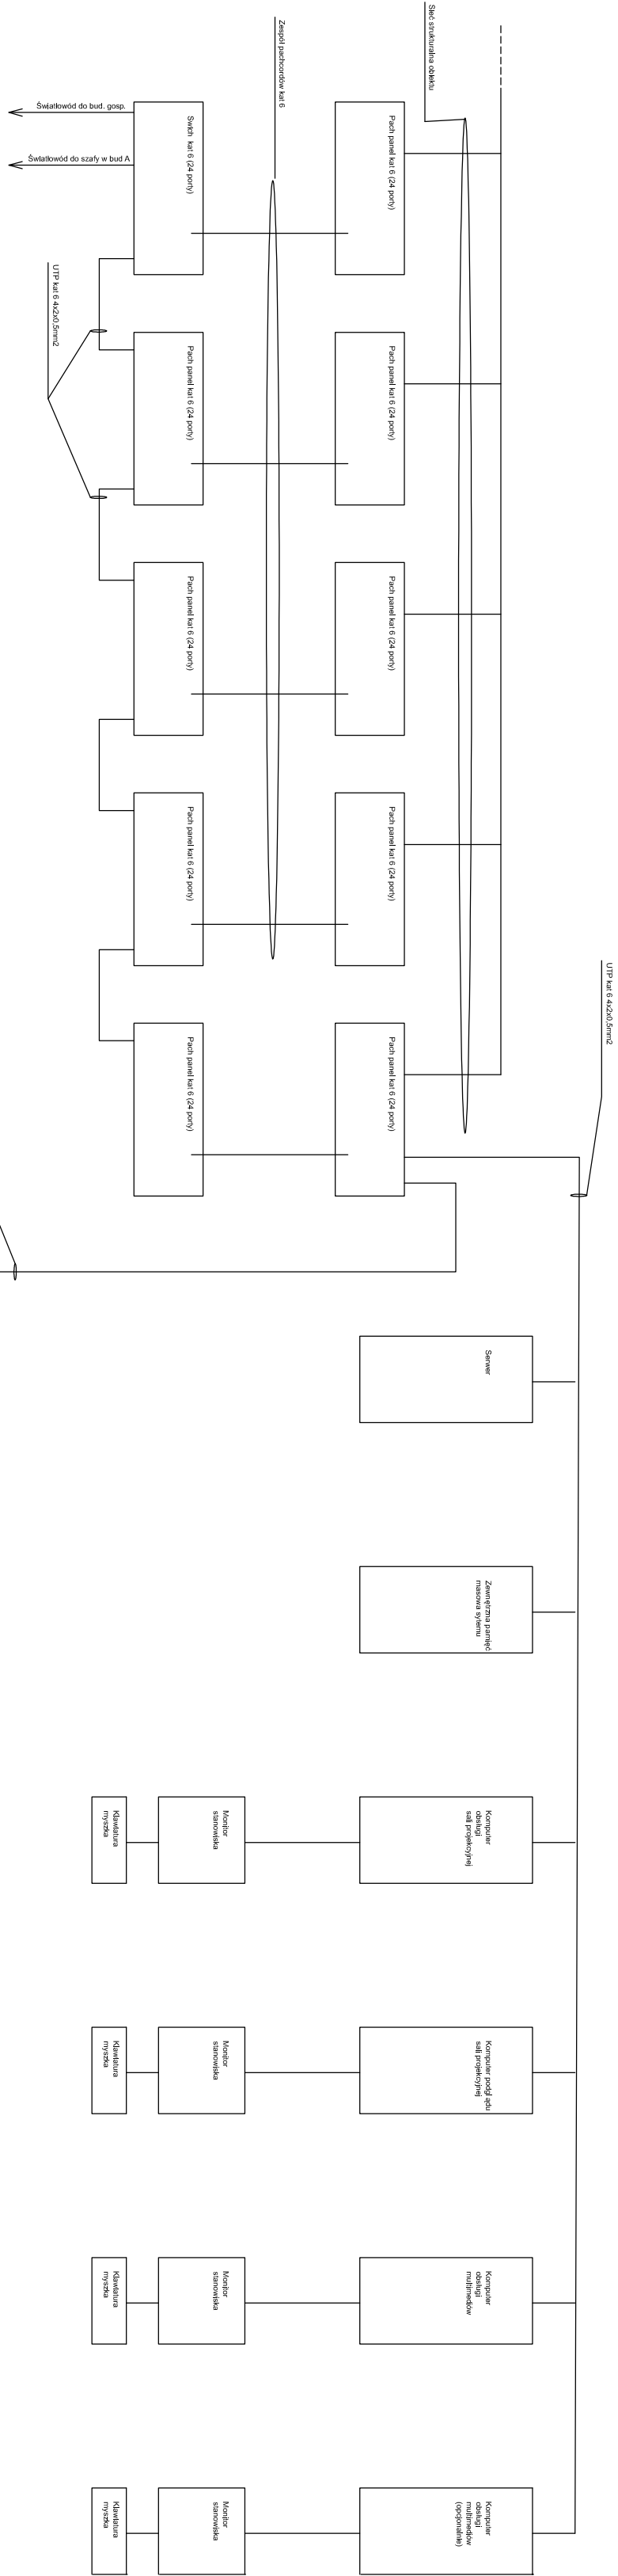 UTP kat 6 4x2x0,5mm2
Serwer
Zewnętrzna pamięć
masowa sytemu
Komputer
obsługi
sali projekcyjnej
Komputer podglądu
sali projekcyjnej
Komputer
obsługi
multimedjów
Komputer
obsługi
multimedjów
(opcjonalnie)
Sieć strukturalna obiektu
Pach panel kat 6 (24 porty)
Pach panel kat 6 (24 porty)
Pach panel kat 6 (24 porty)
Pach panel kat 6 (24 porty)
Pach panel kat 6 (24 porty)
Zespół pachcordów kat 6
Monitor
stanowiska
Monitor
stanowiska
Monitor
stanowiska
Monitor
stanowiska
Swich kat 6 (24 porty)
Pach panel kat 6 (24 porty)
Pach panel kat 6 (24 porty)
Pach panel kat 6 (24 porty)
Pach panel kat 6 (24 porty)
Klawiatura
myszka
Klawiatura
myszka
Klawiatura
myszka
Klawiatura
myszka
Światłowód do bud. gosp.
Światłowód do szafy w bud A
UTP kat 6 4x2x0,5mm2